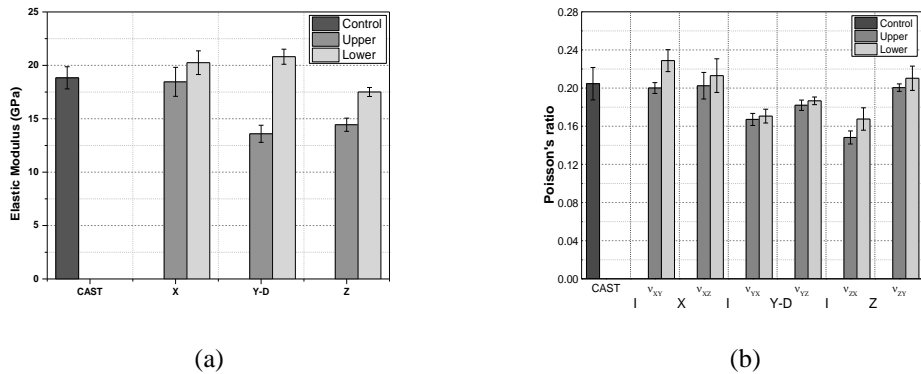 25
20
15
10
5
0
Elastic Modulus (GPa)
Control
Upper
Lower
CAST X Y-D Z
(a)
0.28
0.24
0.20
0.16
0.12
0.08
0.04
0.00
Poisson's ratio
Control
Upper
Lower
CAST νXY νXZ νYX νYZ νZX νZY
I X I Y-D I Z
(b)